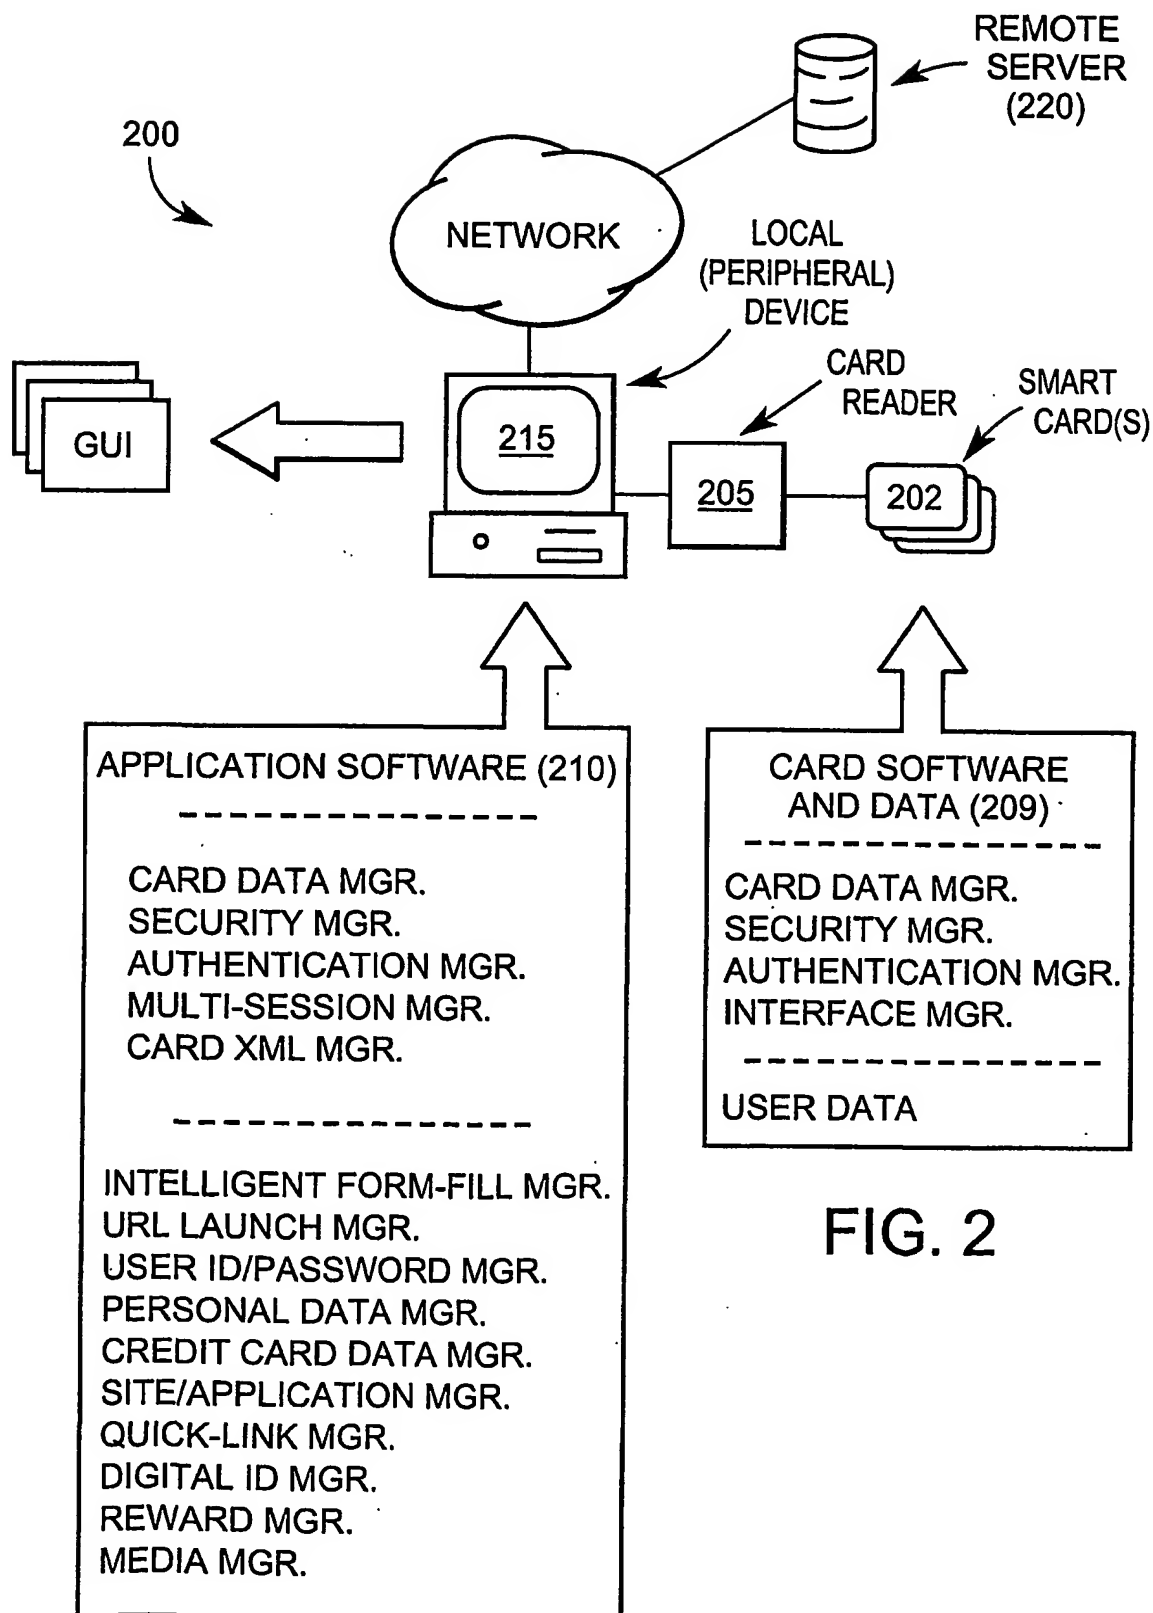 REMOTE
SERVER
(220)
200
NETWORK
LOCAL
(PERIPHERAL)
DEVICE
CARD
READER
SMART
CARD(S)
GUI
215
205
202
APPLICATION SOFTWARE (210)
CARD DATA MGR.
SECURITY MGR.
AUTHENTICATION MGR.
MULTI-SESSION MGR.
CARD XML MGR.
INTELLIGENT FORM-FILL MGR.
URL LAUNCH MGR.
USER ID/PASSWORD MGR.
PERSONAL DATA MGR.
CREDIT CARD DATA MGR.
SITE/APPLICATION MGR.
QUICK-LINK MGR.
DIGITAL ID MGR.
REWARD MGR.
MEDIA MGR.
CARD SOFTWARE
AND DATA (209)
CARD DATA MGR.
SECURITY MGR.
AUTHENTICATION MGR.
INTERFACE MGR.
USER DATA
FIG. 2